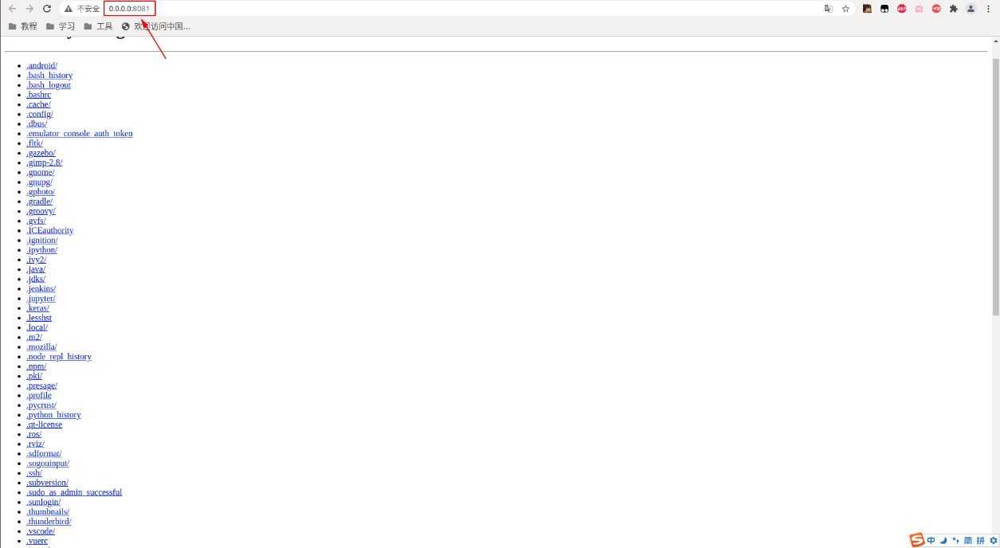 不安全 0.0.0.0:8081
教程 学习 工具 欢迎访问中国...
.android/
.bash_history
.bash_logout
.bashrc
.cache/
.config/
.dbus/
.emulator_console_auth_token
.fltk/
.gazebo/
.gimp-2.8/
.gnome/
.gnupg/
.gphoto/
.gradle/
.groovy/
.gvfs/
.ICEauthority
.ignition/
.ipython/
.ivy2/
.java/
.jdks/
.jenkins/
.jupyter/
.keras/
.lesshst
.local/
.m2/
.mozilla/
.node_repl_history
.npm/
.pki/
.presage/
.profile
.pycrust/
.python_history
.qt-license
.ros/
.rviz/
.sdformat/
.sogouinput/
.ssh/
.subversion/
.sudo_as_admin_successful
.sunlogin/
.thumbnails/
.thunderbird/
.vscode/
.vuerc
中 简 拼